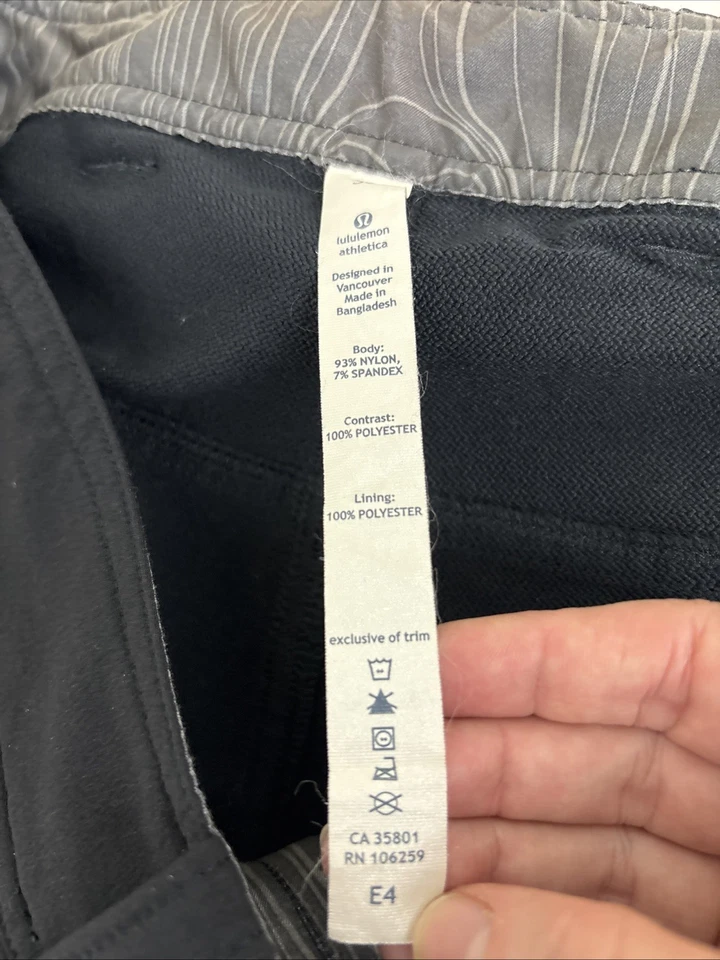 lululemon
athletica
Designed in
Vancouver
Made in
Bangladesh
Body:
93% NYLON,
7% SPANDEX
Contrast:
100% POLYESTER
Lining:
100% POLYESTER
exclusive of trim
CA 35801
RN 106259
E4